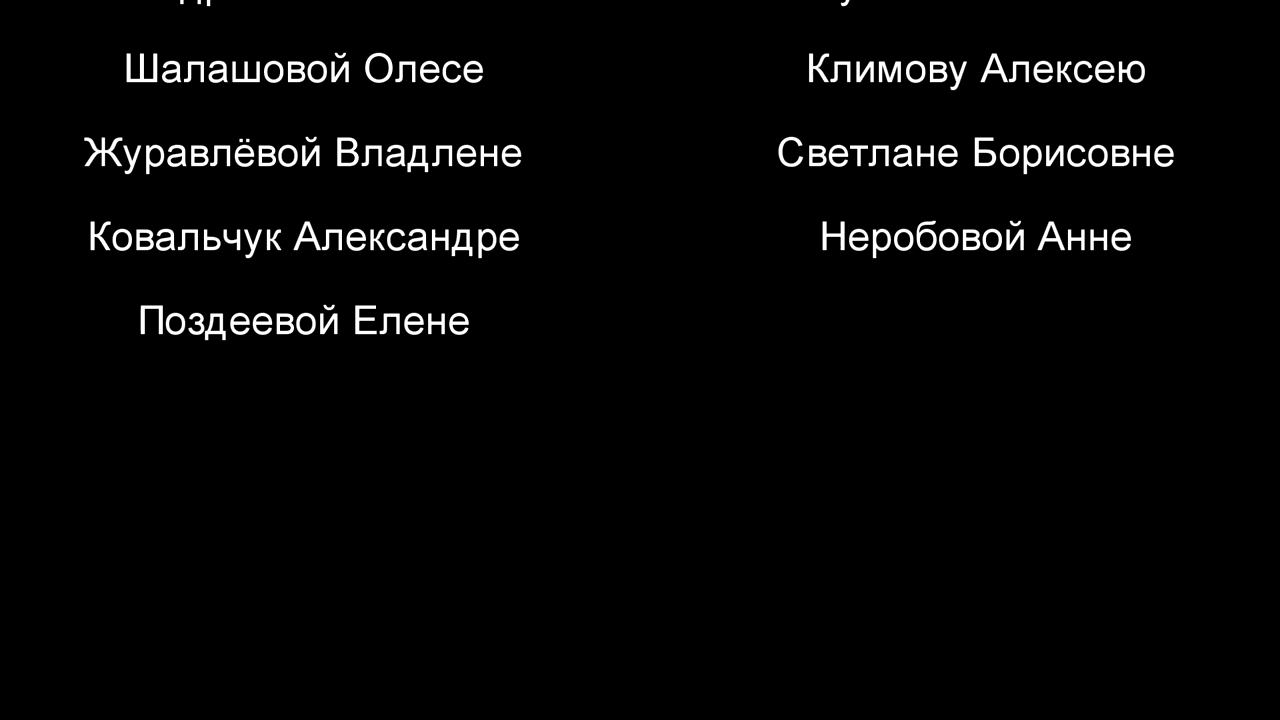 Шалашовой Олесе
Климову Алексею
Журавлёвой Владлене
Светлане Борисовне
Ковальчук Александре
Неробовой Анне
Поздеевой Елене